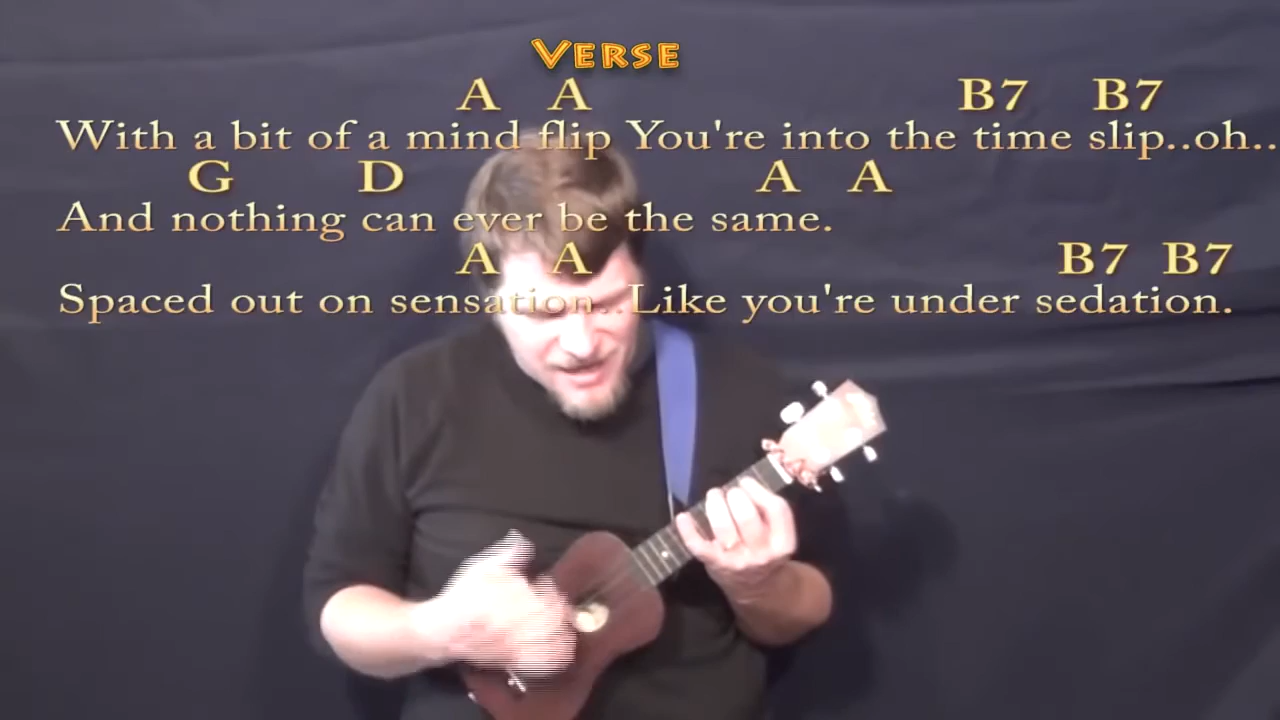 VERSE
A A B7 B7
With a bit of a mind flip You're into the time slip..oh..
G D A A
And nothing can ever be the same.
A A B7 B7
Spaced out on sensation..Like you're under sedation.